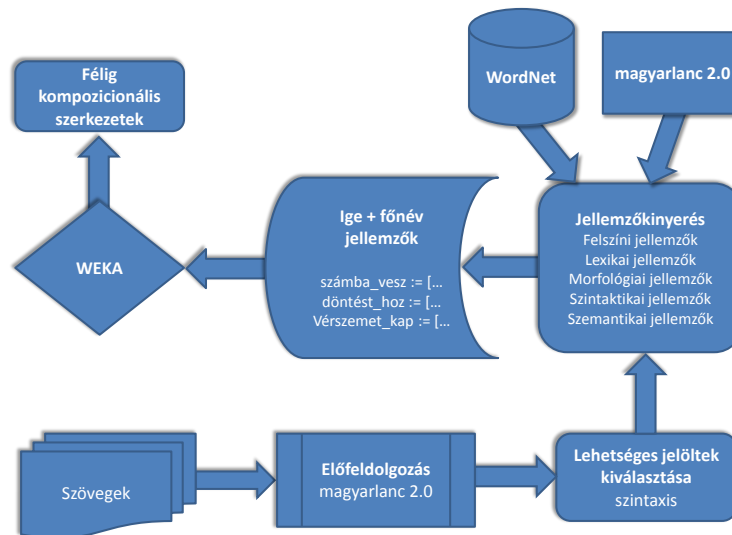 Félig
kompozicionális
szerkezetek
WordNet
magyarlanc 2.0
WEKA
Ige + főnév
jellemzők
számba_vesz := [...
döntést_hoz := [...
Vérszemet_kap := [...
Jellemzőkinyerés
Felszíni jellemzők
Lexikai jellemzők
Morfológiai jellemzők
Szintaktikai jellemzők
Szemantikai jellemzők
Szövegek
Előfeldolgozás
magyarlanc 2.0
Lehetséges jelöltek
kiválasztása
szintaxis